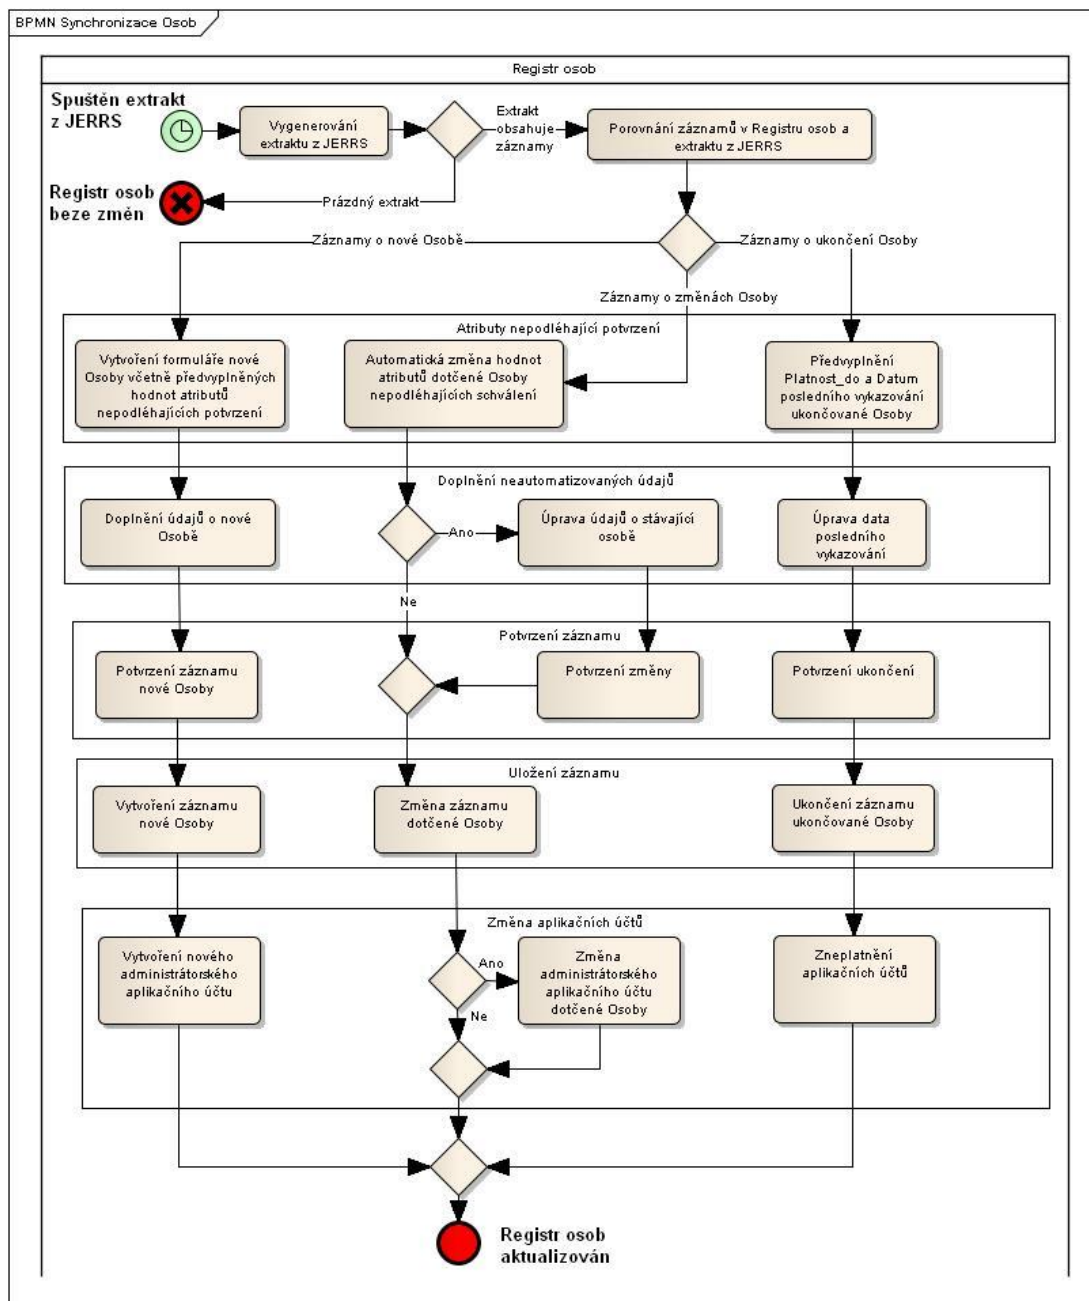 BPMN Synchronizace Osob
Registr osob
Spuštěn extrakt
z JERRS
Vygenerování
extraktu z JERRS
Extrakt
obsahuje
záznamy
Porovnání záznamů v Registru osob a
extraktu z JERRS
Registr osob
beze změn
Prázdný extrakt
Záznamy o nové Osobě
Záznamy o ukončení Osoby
Záznamy o změnách Osoby
Atributy nepodléhající potvrzení
Vytvoření formuláře nové
Osoby včetně předvyplněných
hodnot atributů
nepodléhajících potvrzení
Automatická změna hodnot
atributů dotčené Osoby
nepodléhajících schválení
Předvyplnění
Platnost_do a Datum
posledního vykazování
ukončované Osoby
Doplnění neautomatizovaných údajů
Doplnění údajů o nové
Osobě
Ano
Úprava údajů o stávající
osobě
Úprava data
posledního
vykazování
Ne
Potvrzení záznamu
Potvrzení záznamu
nové Osoby
Potvrzení změny
Potvrzení ukončení
Uložení záznamu
Vytvoření záznamu
nové Osoby
Změna záznamu
dotčené Osoby
Ukončení záznamu
ukončované Osoby
Změna aplikačních účtů
Vytvoření nového
administrátorského
aplikačního účtu
Ano
Změna
administrátorského
aplikačního účtu
dotčené Osoby
Zneplatnění
aplikačních účtů
Ne
Registr osob
aktualizován